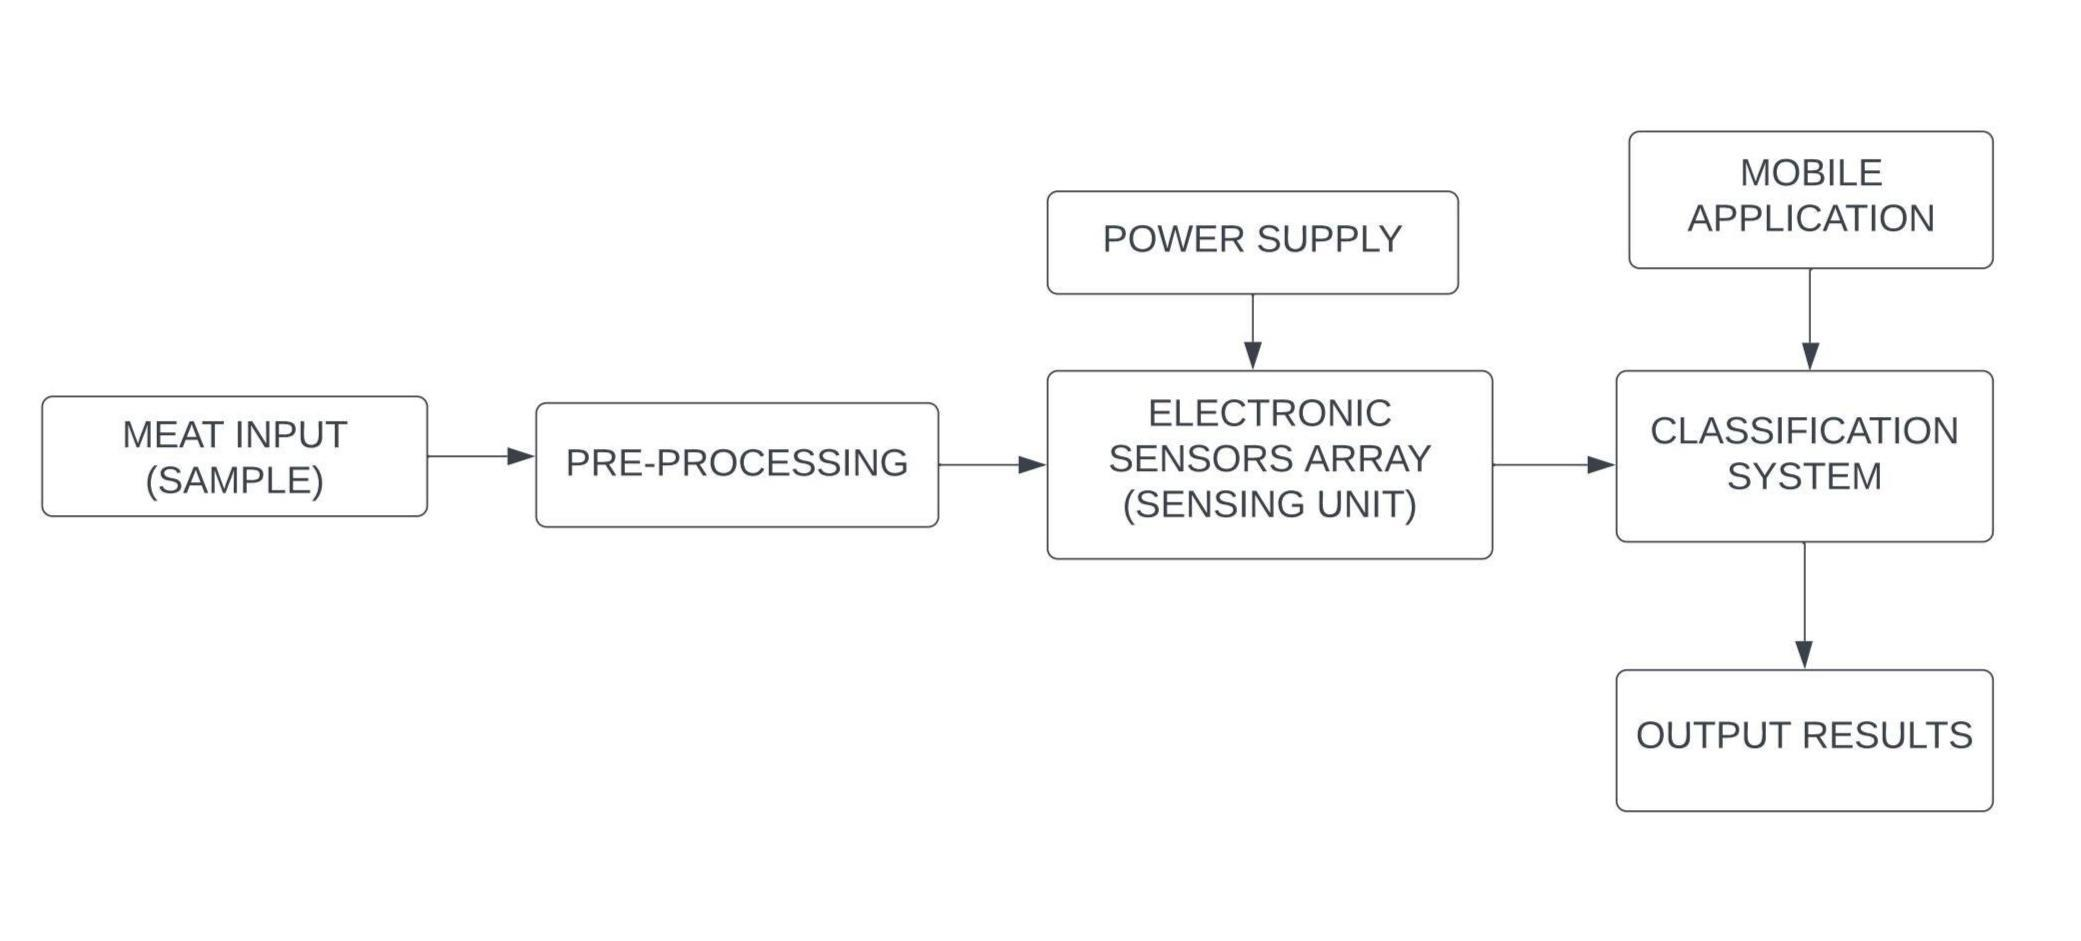 MOBILE
APPLICATION
POWER SUPPLY
MEAT INPUT
(SAMPLE)
PRE-PROCESSING
ELECTRONIC
SENSORS ARRAY
(SENSING UNIT)
CLASSIFICATION
SYSTEM
OUTPUT RESULTS